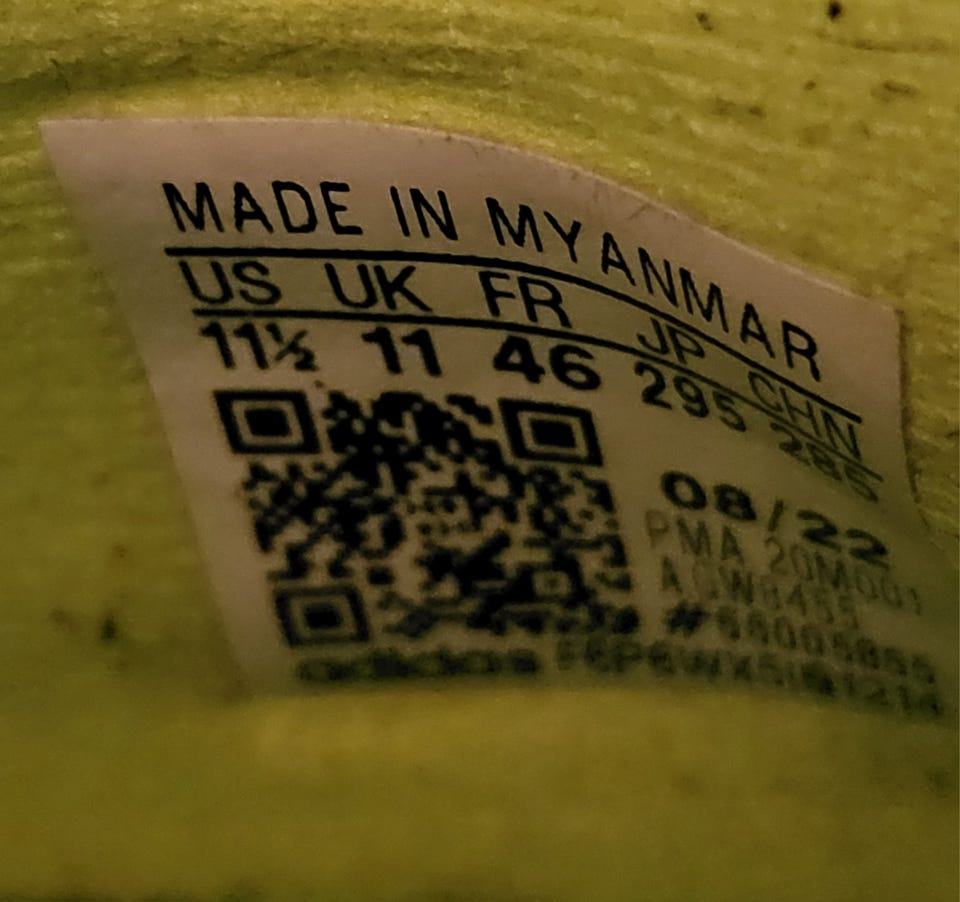 MADE IN MYANMAR
US UK FR JP CHN
11½ 11 46 295 285
08/22
PMA 20M001
adidas